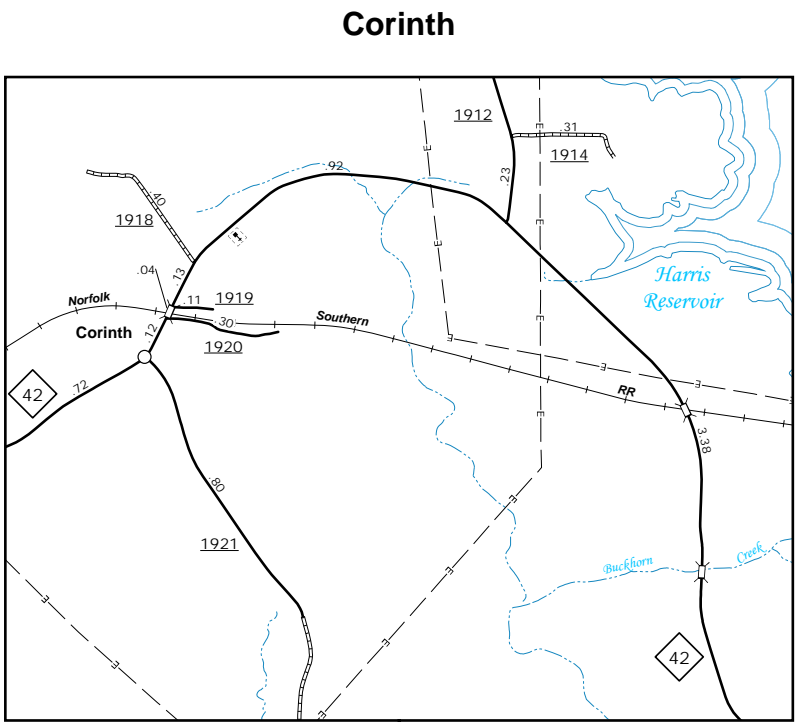 Corinth
1912
.31
1914
E
E
.92
.23
.40
1918
E
E
.04
.13
Harris
Reservoir
Norfolk
.11
1919
.30
Southern
Corinth
.12
1920
E
E
E
E
RR
42
.72
E
3.38
.80
E
1921
Buckhorn
Creek
E
E
E
42
E
E